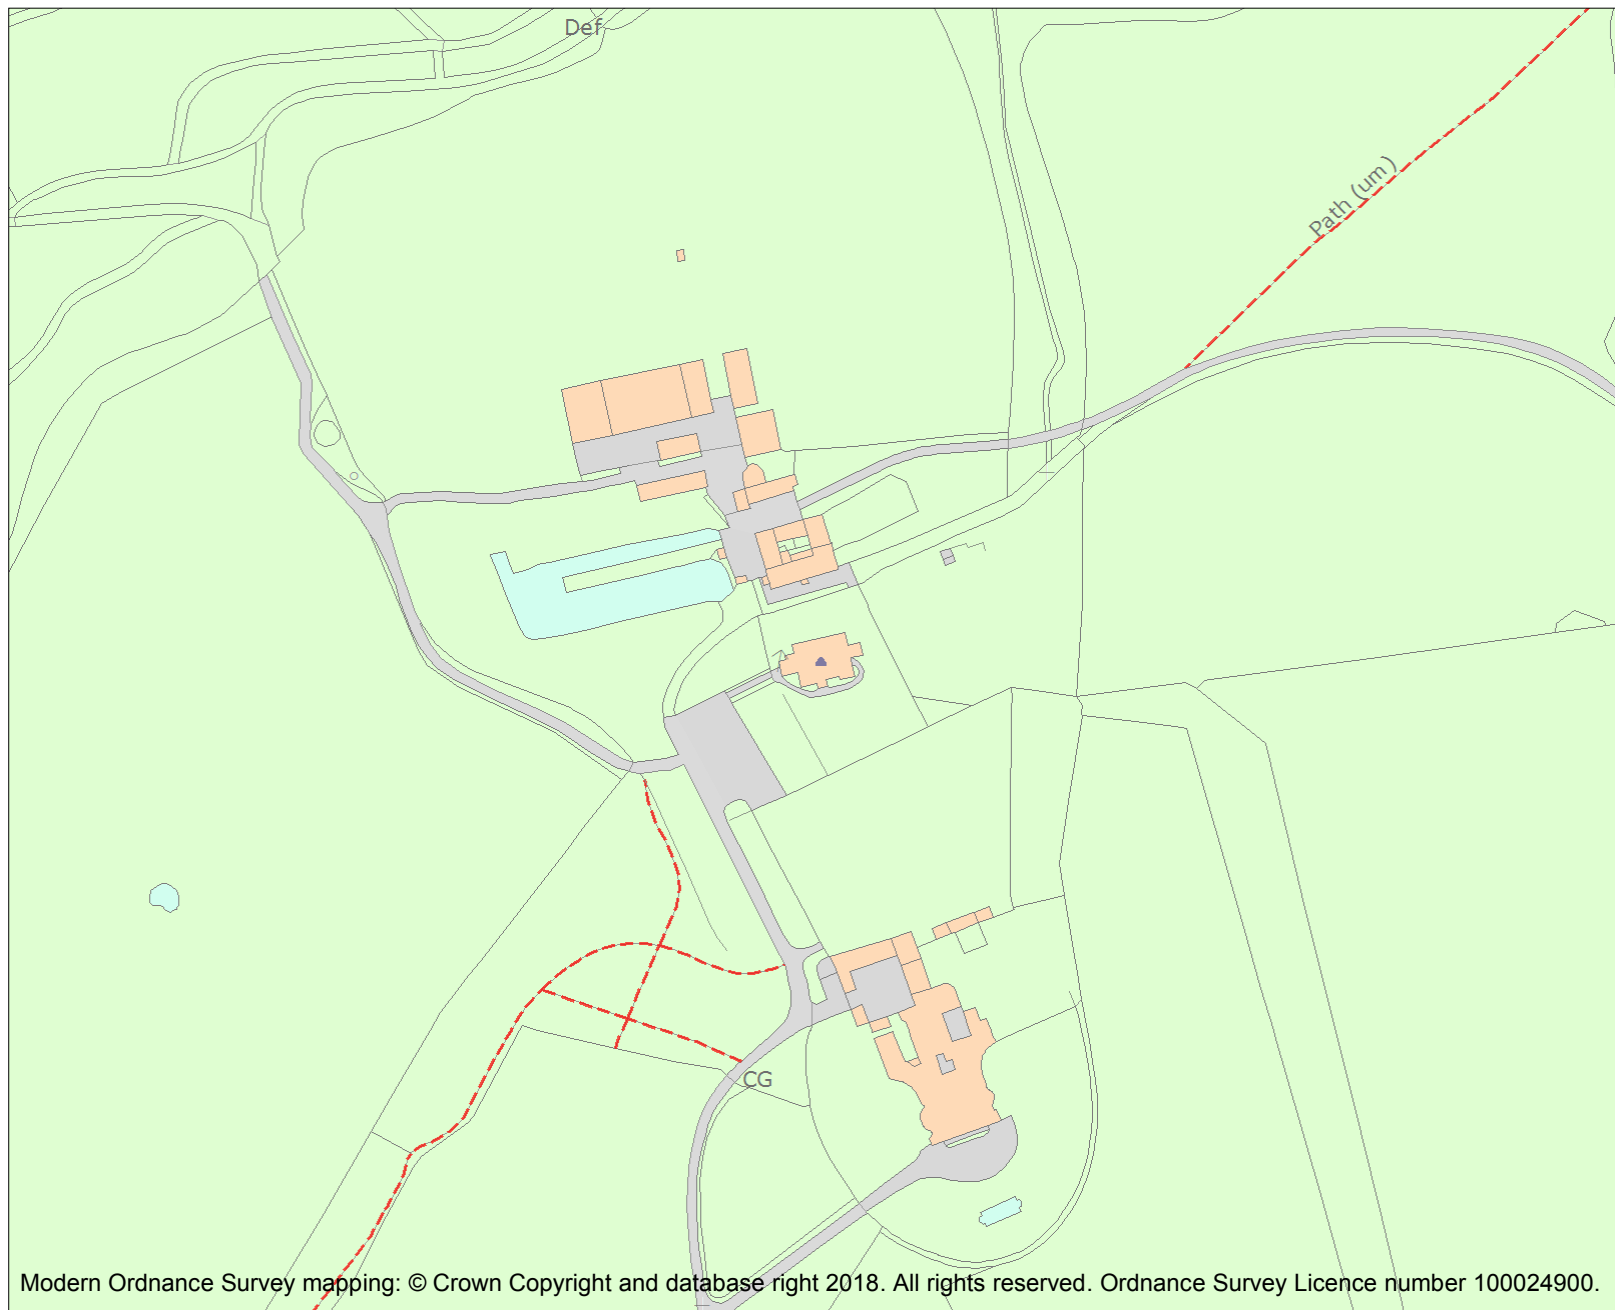 Def
Path (um)
CG
Modern Ordnance Survey mapping: © Crown Copyright and database right 2018. All rights reserved. Ordnance Survey Licence number 100024900.